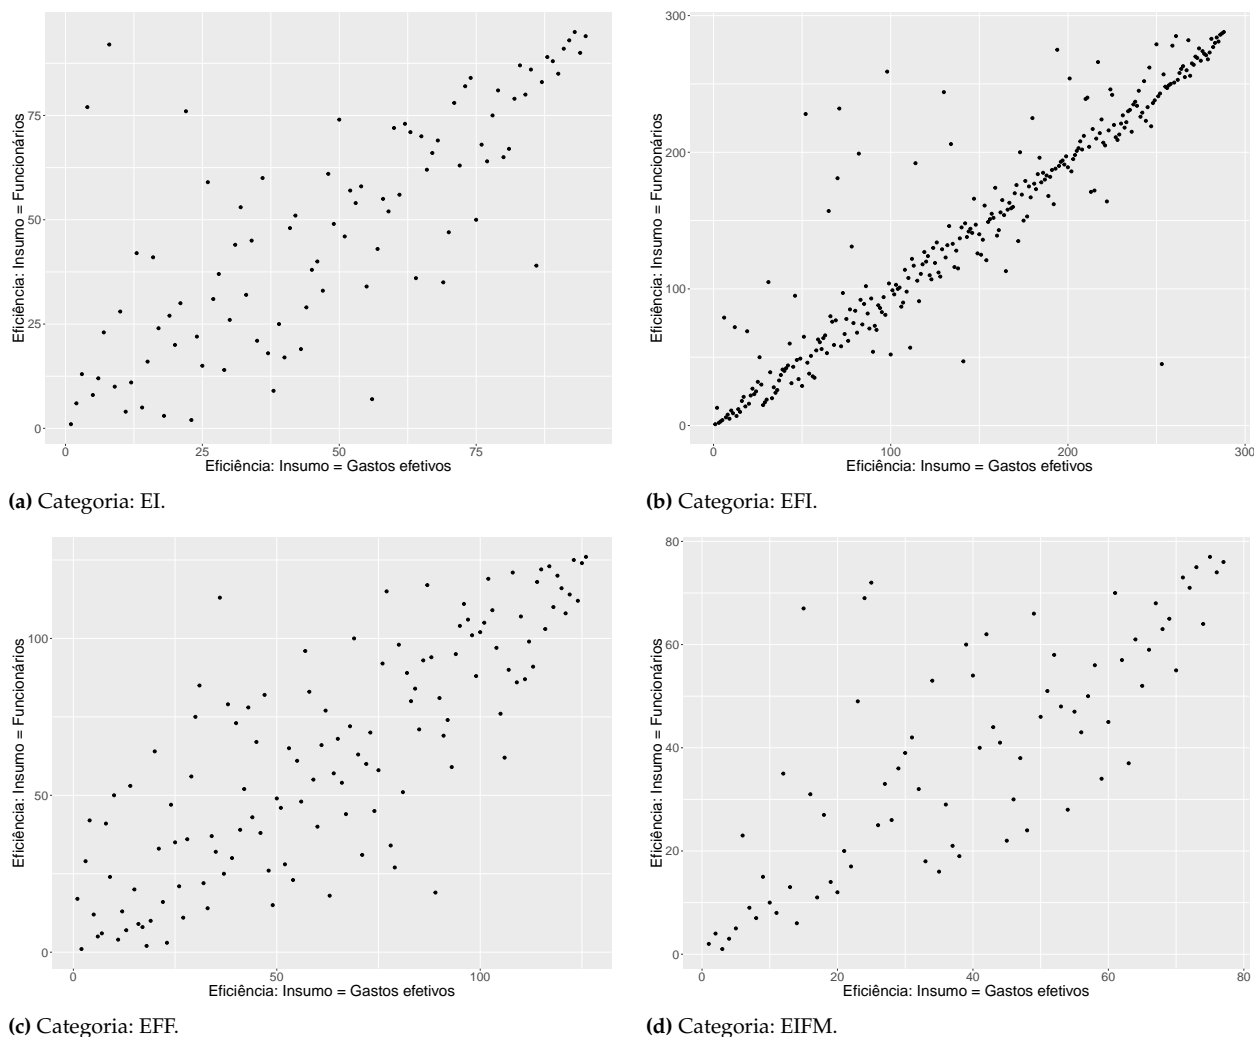 75
50
25
0
Eficiência: Insumo = Funcionários
0 25 50 75
Eficiência: Insumo = Gastos efetivos
(a) Categoria: EI.
300
200
100
0
Eficiência: Insumo = Funcionários
0 100 200 300
Eficiência: Insumo = Gastos efetivos
(b) Categoria: EFI.
100
50
0
Eficiência: Insumo = Funcionários
0 50 100
Eficiência: Insumo = Gastos efetivos
(c) Categoria: EFF.
80
60
40
20
0
Eficiência: Insumo = Funcionários
0 20 40 60 80
Eficiência: Insumo = Gastos efetivos
(d) Categoria: EIFM.